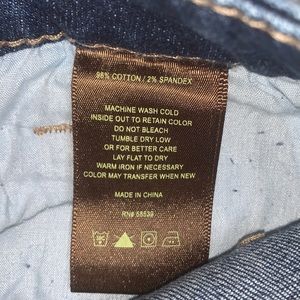 98% COTTON / 2% SPANDEX
MACHINE WASH COLD
INSIDE OUT TO RETAIN COLOR
DO NOT BLEACH
TUMBLE DRY LOW
OR FOR BETTER CARE
LAY FLAT TO DRY
WARM IRON IF NECESSARY
COLOR MAY TRANSFER WHEN NEW
MADE IN CHINA
RN# 58539